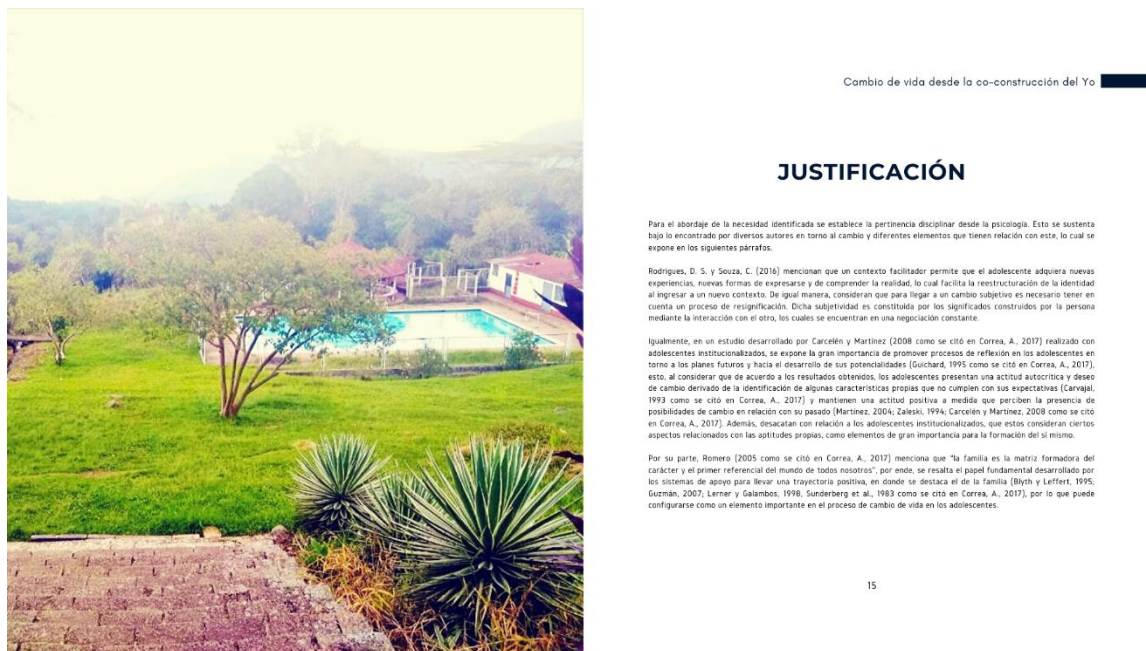 Cambio de vida desde la co-construcción del Yo
JUSTIFICACIÓN
Para el abordaje de la necesidad identificada se establece la pertinencia disciplinar desde la psicología. Esto se sustenta
bajo lo encontrado por diversos autores en torno al cambio y diferentes elementos que tienen relación con este, lo cual se
expone en los siguientes párrafos.
Rodrigues, D. S. y Souza, C. (2016) mencionan que un contexto facilitador permite que el adolescente adquiera nuevas
experiencias, nuevas formas de expresarse y de comprender la realidad, lo cual facilita la reestructuración de la identidad
al ingresar a un nuevo contexto. De igual manera, consideran que para llegar a un cambio subjetivo es necesario tener en
cuenta un proceso de resignificación. Dicha subjetividad es constituida por los significados construidos por la persona
mediante la interacción con el otro, los cuales se encuentran en una negociación constante.
Igualmente, en un estudio desarrollado por Carcelén y Martínez (2008 como se citó en Correa, A., 2017) realizado con
adolescentes institucionalizados, se expone la gran importancia de promover procesos de reflexión en los adolescentes en
torno a los planes futuros y hacia el desarrollo de sus potencialidades (Guichard, 1995 como se citó en Correa, A., 2017),
esto, al considerar que de acuerdo a los resultados obtenidos, los adolescentes presentan una actitud autocrítica y deseo
de cambio derivado de la identificación de algunas características propias que no cumplen con sus expectativas (Carvajal,
1993 como se citó en Correa, A., 2017) y mantienen una actitud positiva a medida que perciben la presencia de
posibilidades de cambio en relación con su pasado (Martínez, 2004; Zaleski, 1994; Carcelén y Martínez, 2008 como se citó
en Correa, A., 2017). Además, desacatan con relación a los adolescentes institucionalizados, que estos consideran ciertos
aspectos relacionados con las aptitudes propias, como elementos de gran importancia para la formación del sí mismo.
Por su parte, Romero (2005 como se citó en Correa, A., 2017) menciona que "la familia es la matriz formadora del
carácter y el primer referencial del mundo de todos nosotros", por ende, se resalta el papel fundamental desarrollado por
los sistemas de apoyo para llevar una trayectoria positiva, en donde se destaca el de la familia (Blyth y Leffert, 1995;
Guzmán, 2007; Lerner y Galambos, 1998, Sunderberg et al., 1983 como se citó en Correa, A., 2017), por lo que puede
configurarse como un elemento importante en el proceso de cambio de vida en los adolescentes.
15